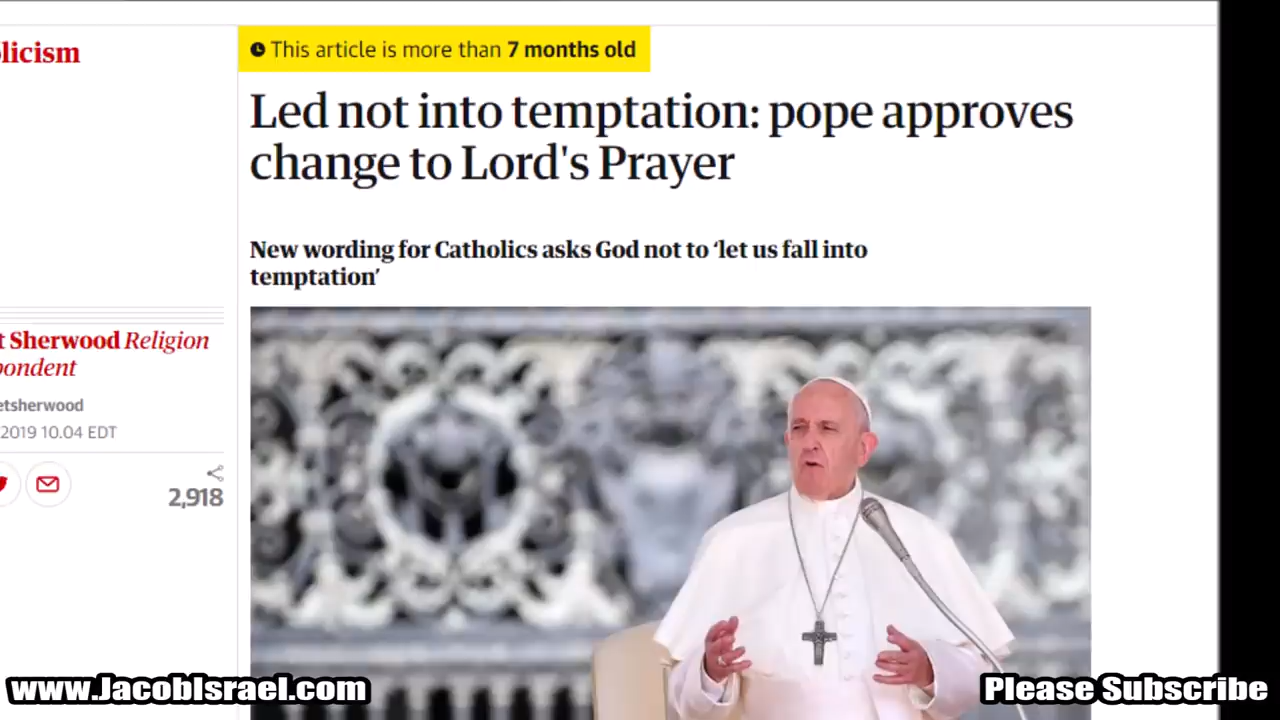 licism
This article is more than 7 months old
Led not into temptation: pope approves
change to Lord's Prayer
New wording for Catholics asks God not to ‘let us fall into
temptation’
t Sherwood Religion
pondent
etsherwood
2019 10.04 EDT
2,918
www.JacobIsrael.com
Please Subscribe